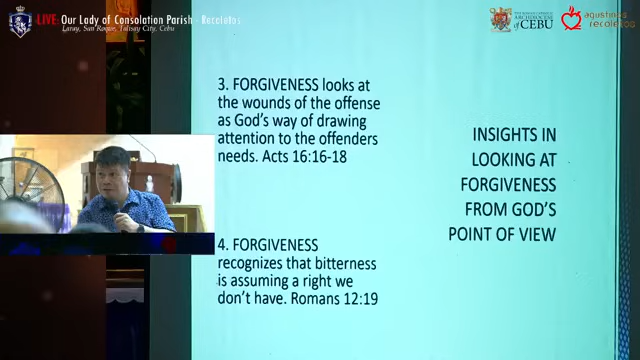 LIVE: Our Lady of Consolation Parish - Recoletos
Laray, San Roque, Talisay City, Cebu
ARCHDIOCESE
of CEBU
agustinos
recoletos
3. FORGIVENESS looks at
the wounds of the offense
as God's way of drawing
attention to the offenders
needs. Acts 16:16-18
4. FORGIVENESS
recognizes that bitterness
is assuming a right we
don't have. Romans 12:19
INSIGHTS IN
LOOKING AT
FORGIVENESS
FROM GOD'S
POINT OF VIEW